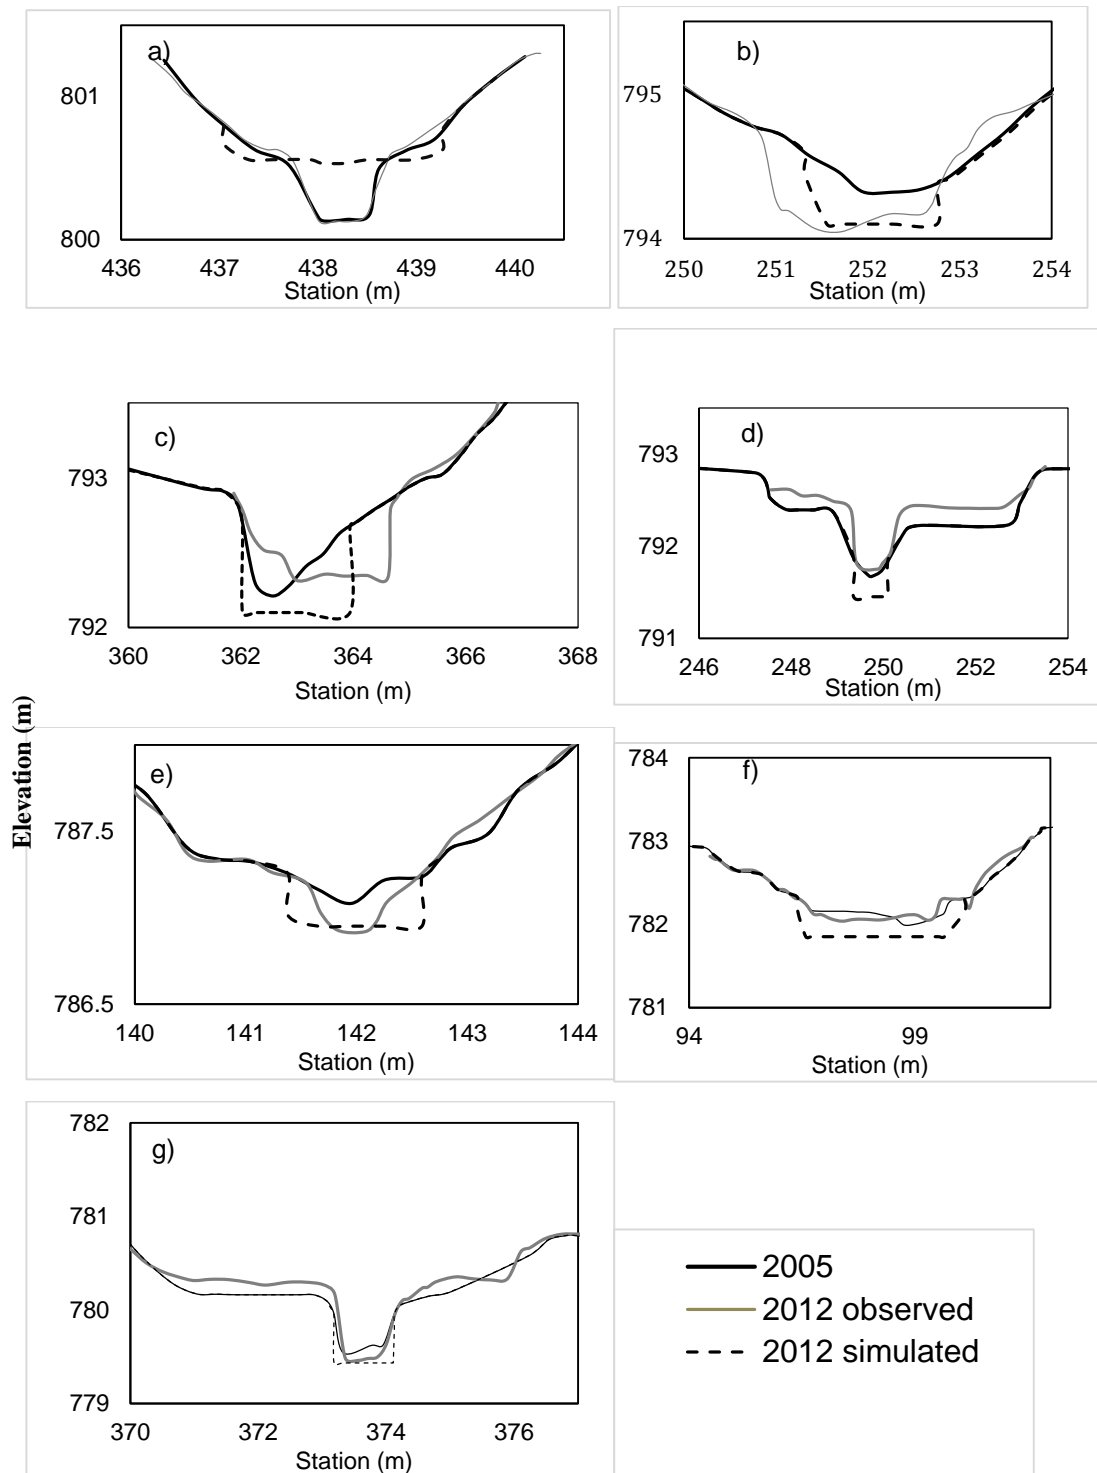 a)
801
800
436 437 438 439 440
Station (m)
b)
795
794
250 251 252 253 254
Station (m)
c)
793
792
360 362 364 366 368
Station (m)
d)
793
792
791
246 248 250 252 254
Station (m)
Elevation (m)
e)
787.5
786.5
140 141 142 143 144
Station (m)
f)
784
783
782
781
94 99
Station (m)
g)
782
781
780
779
370 372 374 376
Station (m)
2005
2012 observed
2012 simulated